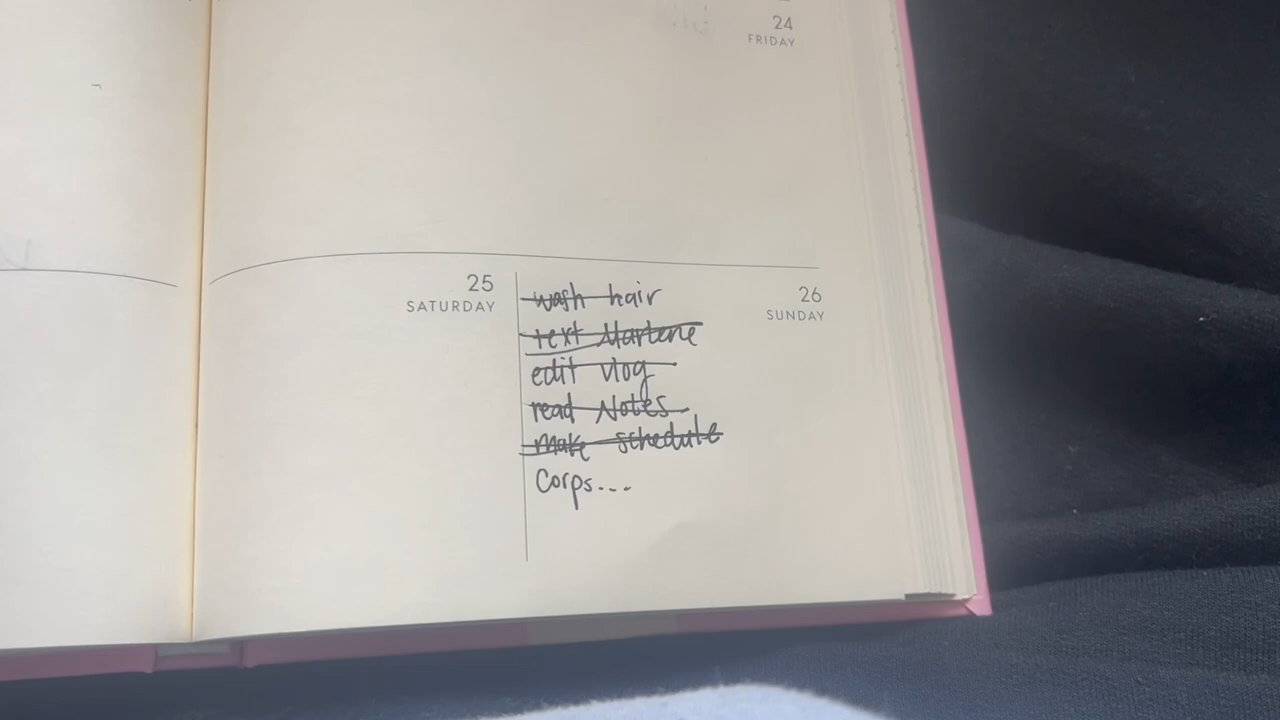 24
FRIDAY
25
SATURDAY
26
SUNDAY
wash hair
text Marlene
edit vlog
read Notes
make schedule
Corps...